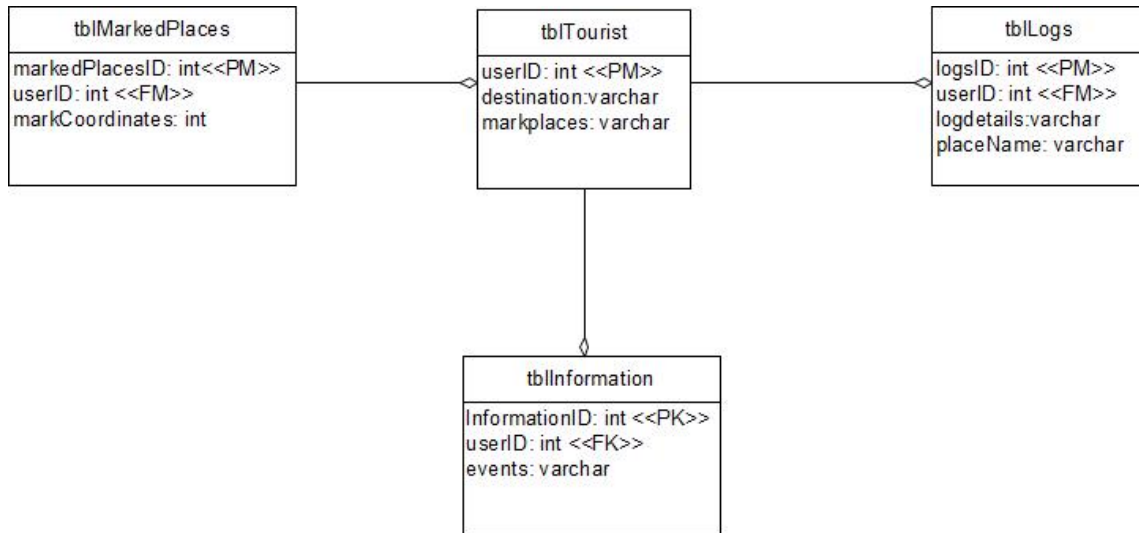 tblMarkedPlaces
markedPlacesID: int<<PM>>
userID: int <<FM>>
markCoordinates: int
tblTourist
userID: int <<PM>>
destination:varchar
markplaces: varchar
tblLogs
logsID: int <<PM>>
userID: int <<FM>>
logdetails:varchar
placeName: varchar
tblInformation
InformationID: int <<PK>>
userID: int <<FK>>
events: varchar